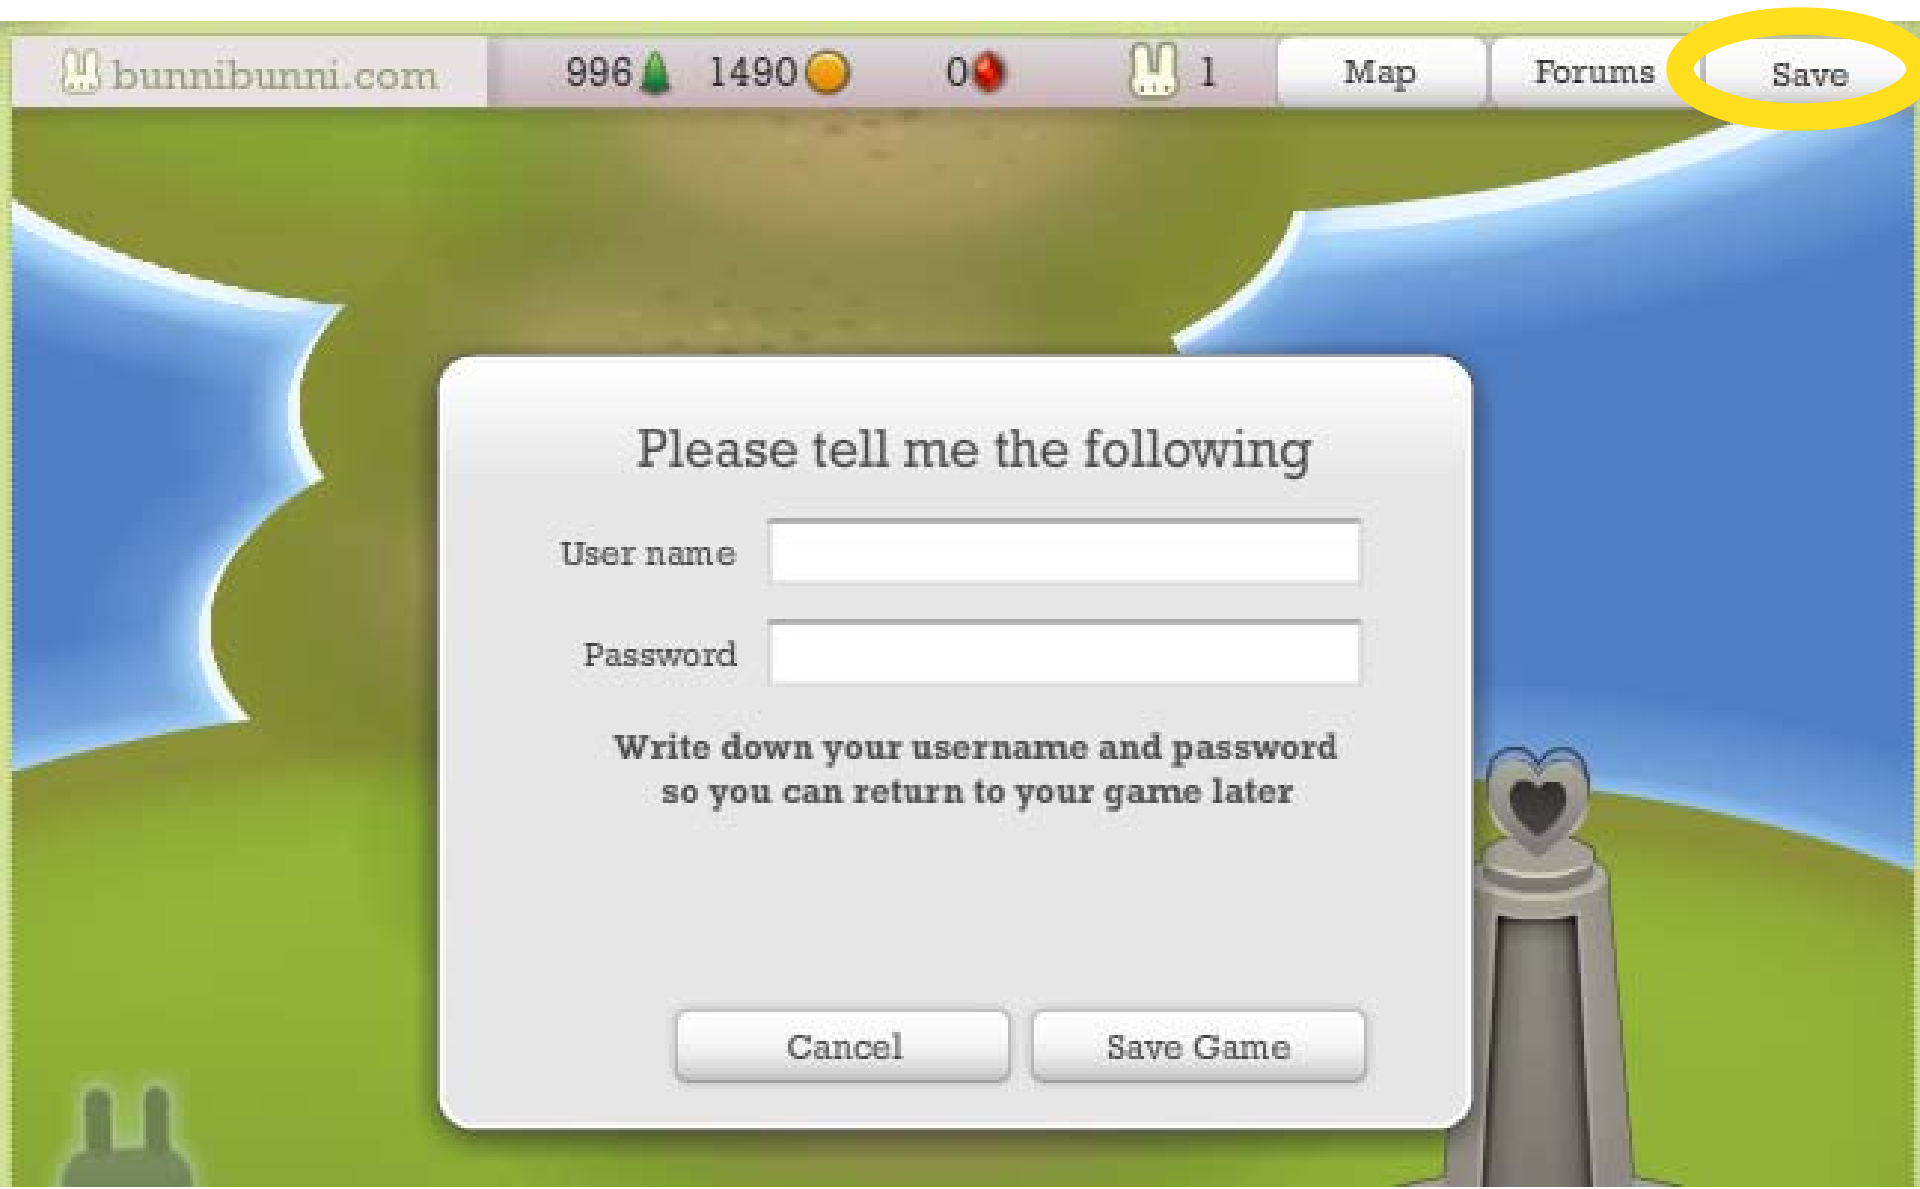 bunnibunni.com 996 1490 0 1 Map Forums Save
Please tell me the following
User name
Password
Write down your username and password
so you can return to your game later
Cancel Save Game